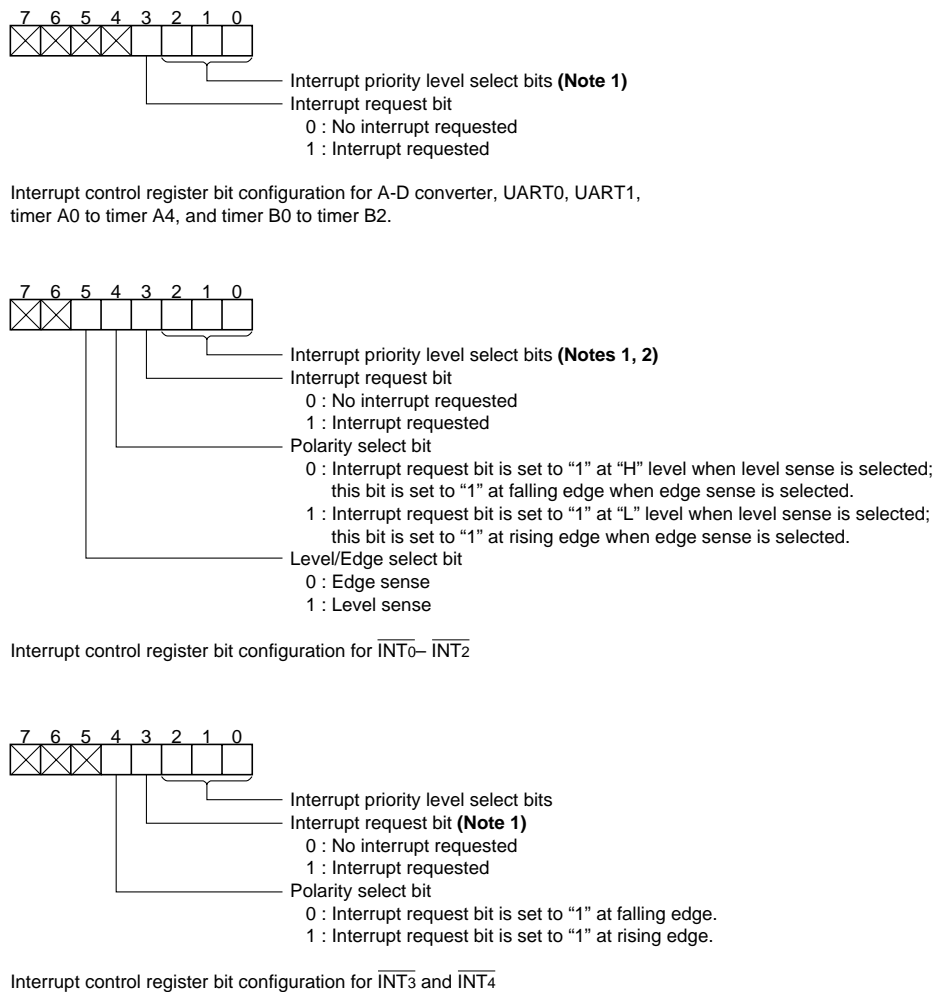 7 6 5 4 3 2 1 0
Interrupt priority level select bits (Note 1)
Interrupt request bit
0 : No interrupt requested
1 : Interrupt requested
Interrupt control register bit configuration for A-D converter, UART0, UART1,
timer A0 to timer A4, and timer B0 to timer B2.
7 6 5 4 3 2 1 0
Interrupt priority level select bits (Notes 1, 2)
Interrupt request bit
0 : No interrupt requested
1 : Interrupt requested
Polarity select bit
0 : Interrupt request bit is set to “1” at “H” level when level sense is selected;
this bit is set to “1” at falling edge when edge sense is selected.
1 : Interrupt request bit is set to “1” at “L” level when level sense is selected;
this bit is set to “1” at rising edge when edge sense is selected.
Level/Edge select bit
0 : Edge sense
1 : Level sense
Interrupt control register bit configuration for INT0– INT2
7 6 5 4 3 2 1 0
Interrupt priority level select bits
Interrupt request bit (Note 1)
0 : No interrupt requested
1 : Interrupt requested
Polarity select bit
0 : Interrupt request bit is set to “1” at falling edge.
1 : Interrupt request bit is set to “1” at rising edge.
Interrupt control register bit configuration for INT3 and INT4